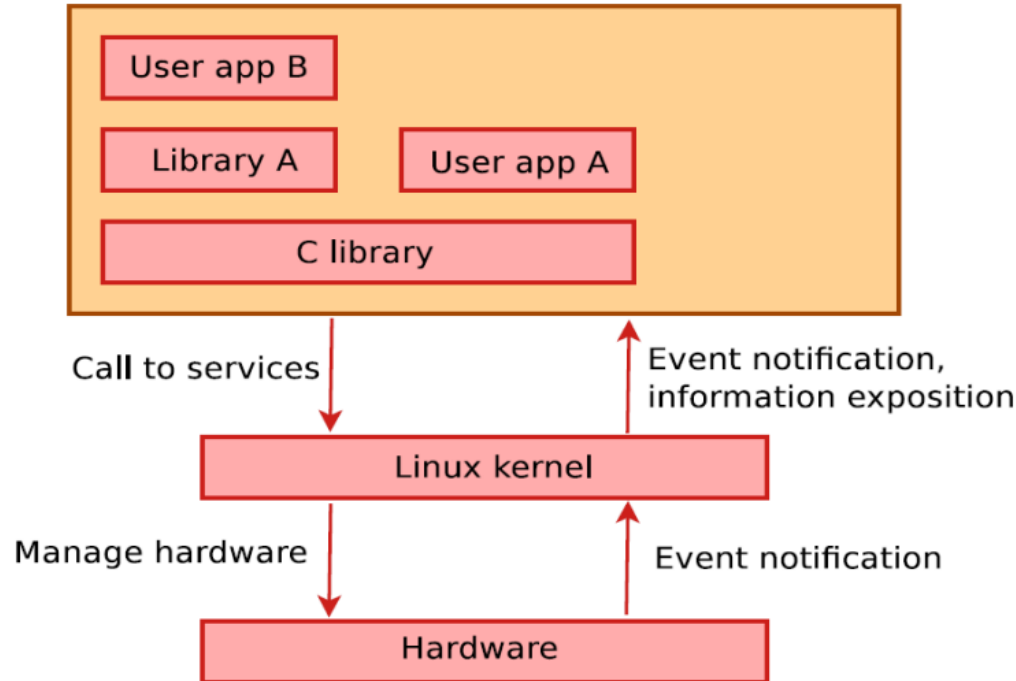 User app B
Library A
User app A
C library
Call to services
Event notification,
information exposition
Linux kernel
Manage hardware
Event notification
Hardware